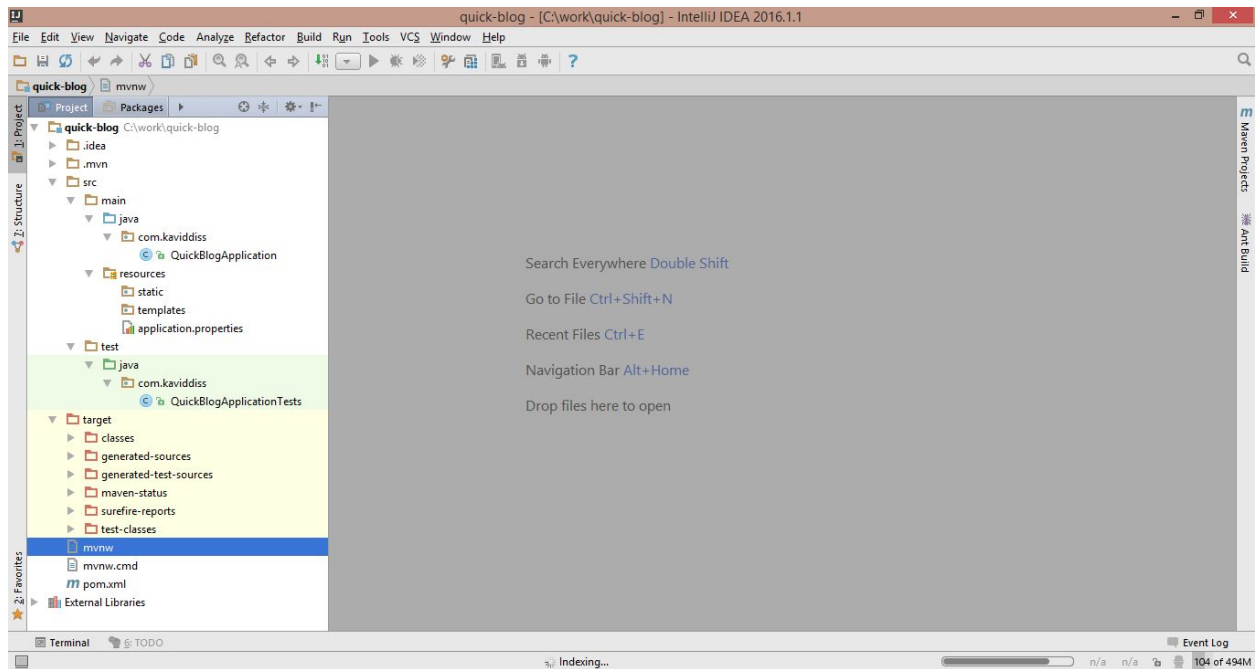 quick-blog - [C:\work\quick-blog] - IntelliJ IDEA 2016.1.1
File Edit View Navigate Code Analyze Refactor Build Run Tools VCS Window Help
quick-blog mvnw
Project Packages
1: Project
7: Structure
2: Favorites
quick-blog C:\work\quick-blog
.idea
.mvn
src
main
java
com.kaviddiss
QuickBlogApplication
resources
static
templates
application.properties
test
java
com.kaviddiss
QuickBlogApplicationTests
target
classes
generated-sources
generated-test-sources
maven-status
surefire-reports
test-classes
mvnw
mvnw.cmd
pom.xml
External Libraries
Search Everywhere Double Shift
Go to File Ctrl+Shift+N
Recent Files Ctrl+E
Navigation Bar Alt+Home
Drop files here to open
Maven Projects
Ant Build
Terminal 6: TODO Event Log
Indexing... n/a n/a 104 of 494M